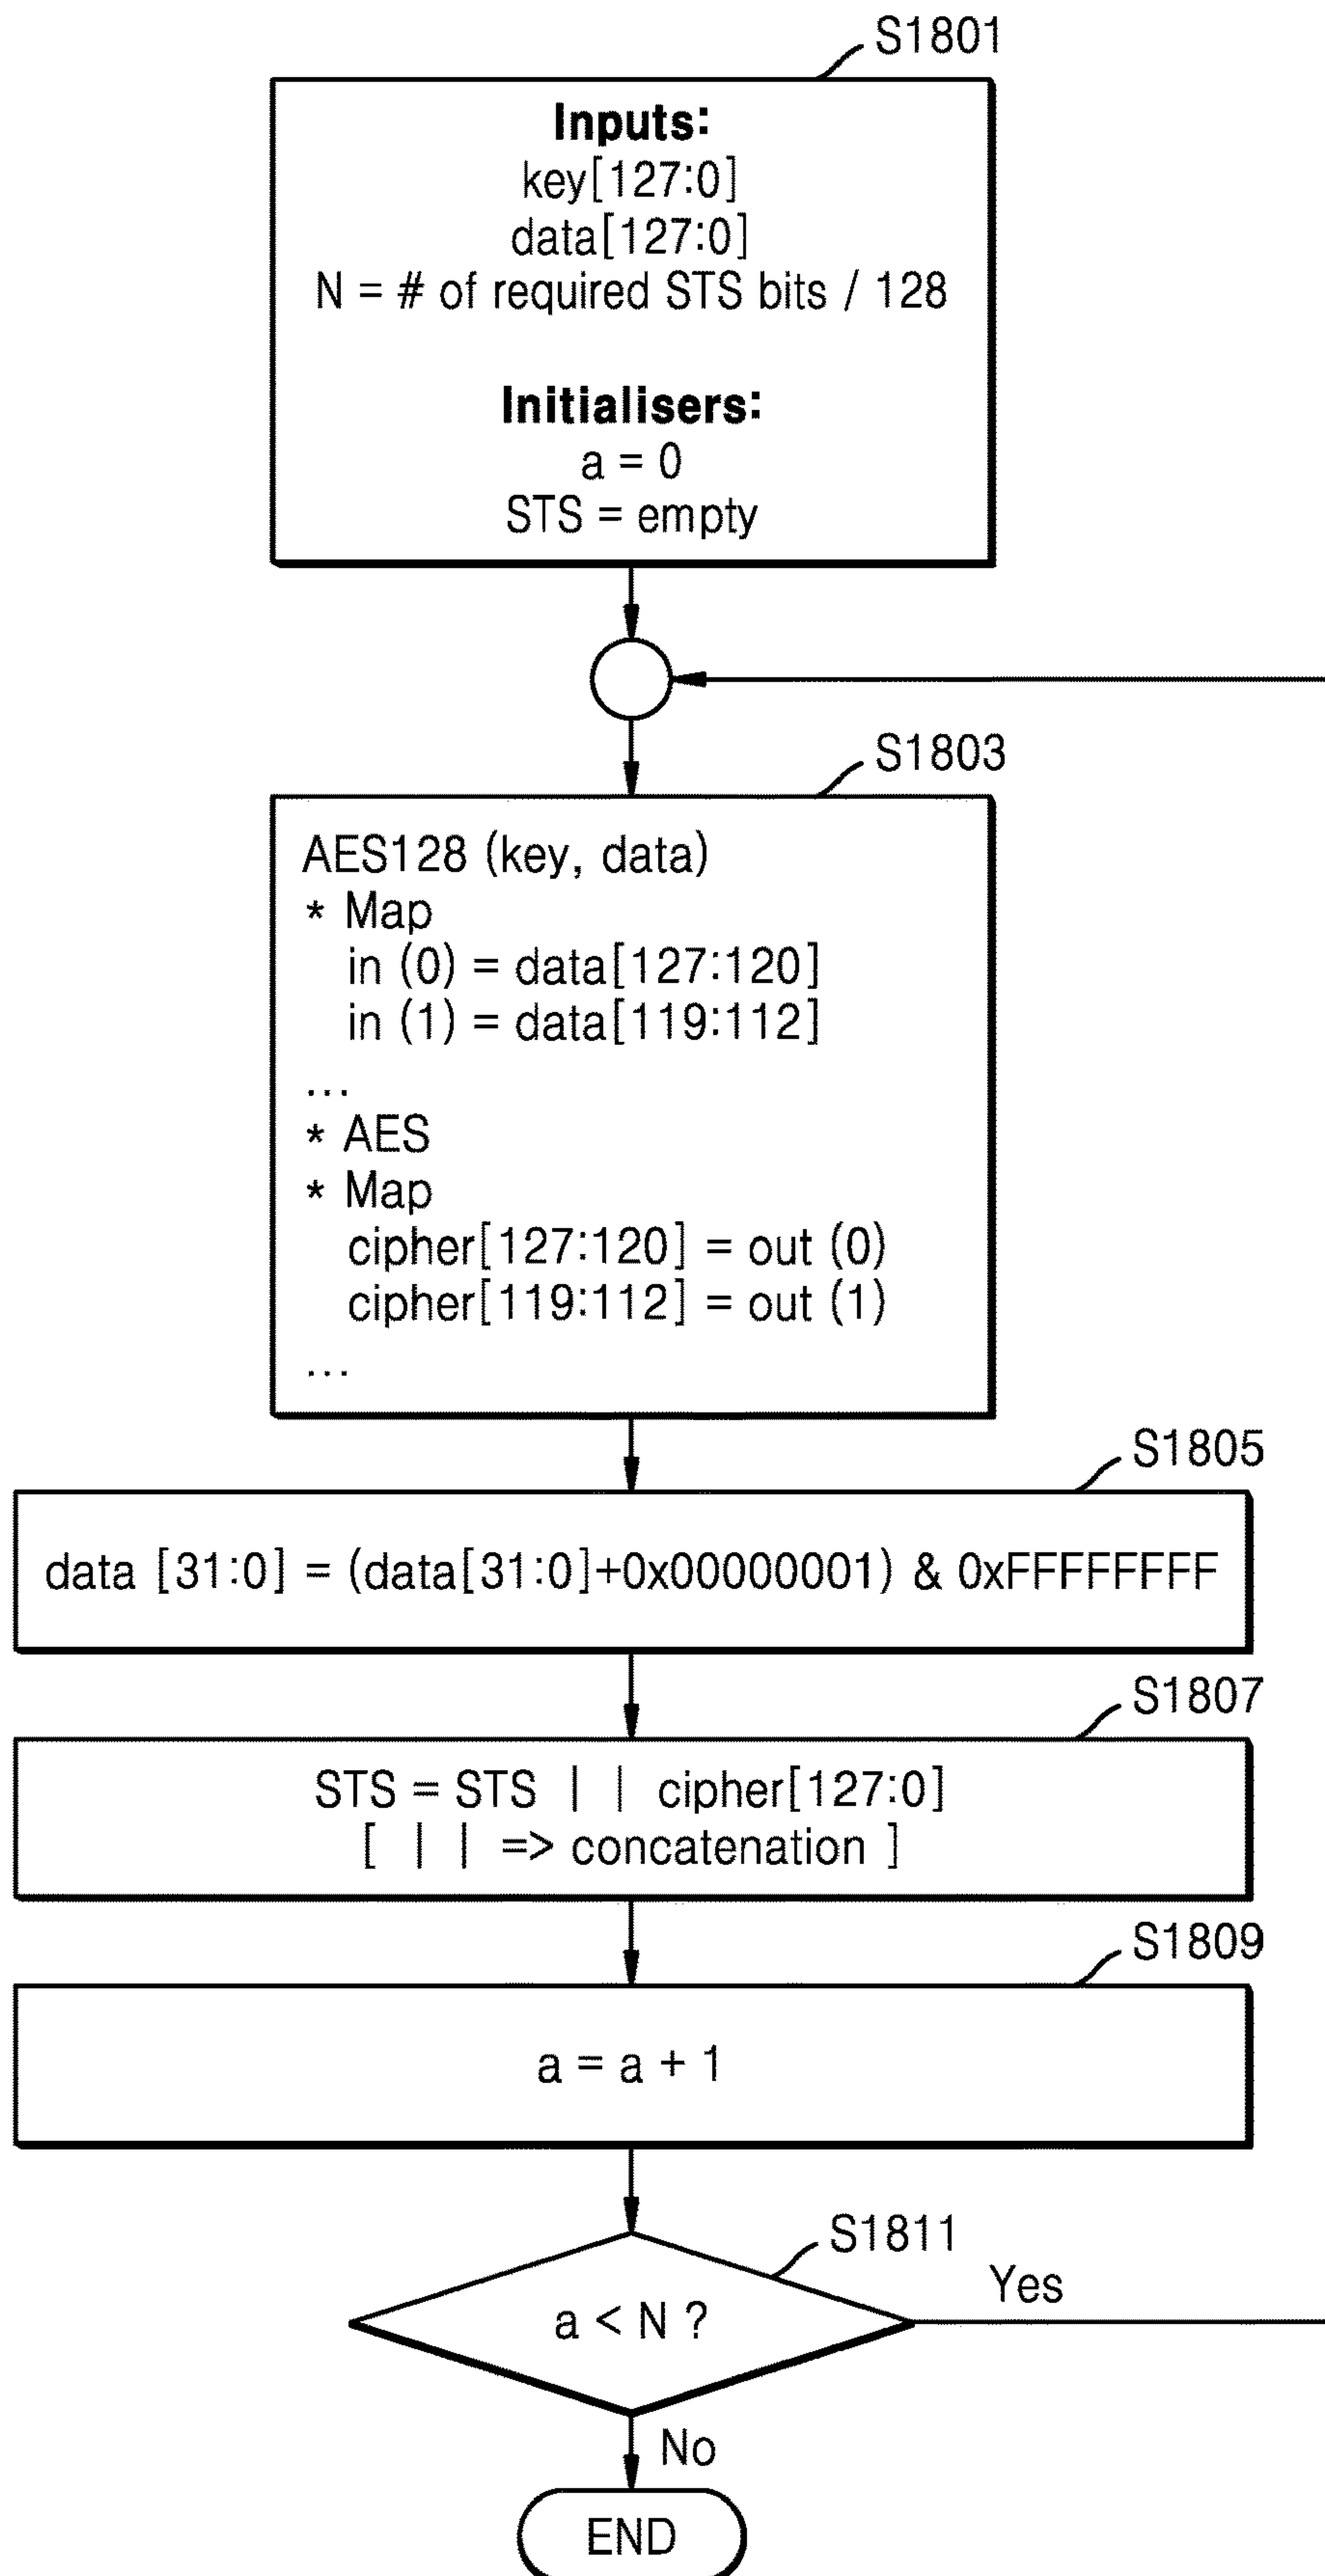 S1801
Inputs:
key[127:0]
data[127:0]
N = # of required STS bits / 128
Initialisers:
a = 0
STS = empty
S1803
AES128 (key, data)
* Map
in (0) = data[127:120]
in (1) = data[119:112]
...
* AES
* Map
cipher[127:120] = out (0)
cipher[119:112] = out (1)
...
S1805
data [31:0] = (data[31:0]+0x00000001) & 0xFFFFFFFF
S1807
STS = STS | | cipher[127:0]
[ | | => concatenation ]
S1809
a = a + 1
S1811
a < N ?
Yes
No
END